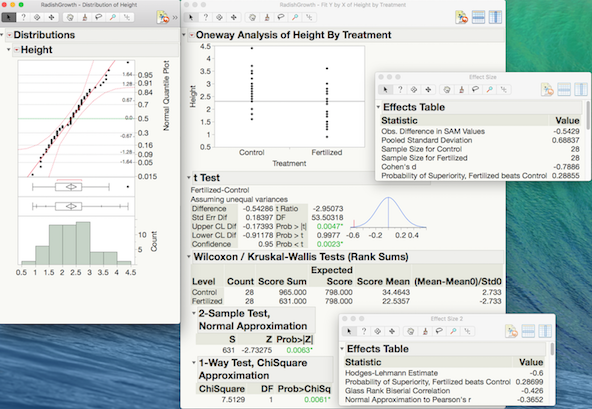 RadishGrowth - Distribution of Height
Distributions
Height
1.64
1.28
0.67
0.0
-0.67
-1.28
-1.64
0.95
0.91
0.84
0.7
0.5
0.3
0.16
0.09
0.05
0.015
Normal Quantile Plot
10
5
Count
0.5 1 1.5 2 2.5 3 3.5 4 4.5
RadishGrowth - Fit Y by X of Height by Treatment
Oneway Analysis of Height By Treatment
4.5
4
3.5
3
2.5
2
1.5
1
0.5
Height
Control Fertilized
Treatment
t Test
Fertilized-Control
Assuming unequal variances
Difference -0.54286 t Ratio -2.95073
Std Err Dif 0.18397 DF 53.50318
Upper CL Dif -0.17393 Prob > |t| 0.0047*
Lower CL Dif -0.91178 Prob > t 0.9977
Confidence 0.95 Prob < t 0.0023*
-0.6 -0.2 0.0 0.2 0.4
Wilcoxon / Kruskal-Wallis Tests (Rank Sums)
Expected
Level Count Score Sum Score Score Mean (Mean-Mean0)/Std0
Control 28 965.000 798.000 34.4643 2.733
Fertilized 28 631.000 798.000 22.5357 -2.733
2-Sample Test,
Normal Approximation
S Z Prob>|Z|
631 -2.73275 0.0063*
1-Way Test, ChiSquare
Approximation
ChiSquare DF Prob>ChiSq
7.5129 1 0.0061*
Effect Size
Effects Table
Statistic Value
Obs. Difference in SAM Values -0.5429
Pooled Standard Deviation 0.68837
Sample Size for Control 28
Sample Size for Fertilized 28
Cohen's d -0.7886
Probability of Superiority, Fertilized beats Control 0.28855
Effect Size 2
Effects Table
Statistic Value
Hodges-Lehmann Estimate -0.6
Probability of Superiority, Fertilized beats Control 0.28699
Glass Rank Biserial Correlation -0.426
Normal Approximation to Pearson's r -0.3652